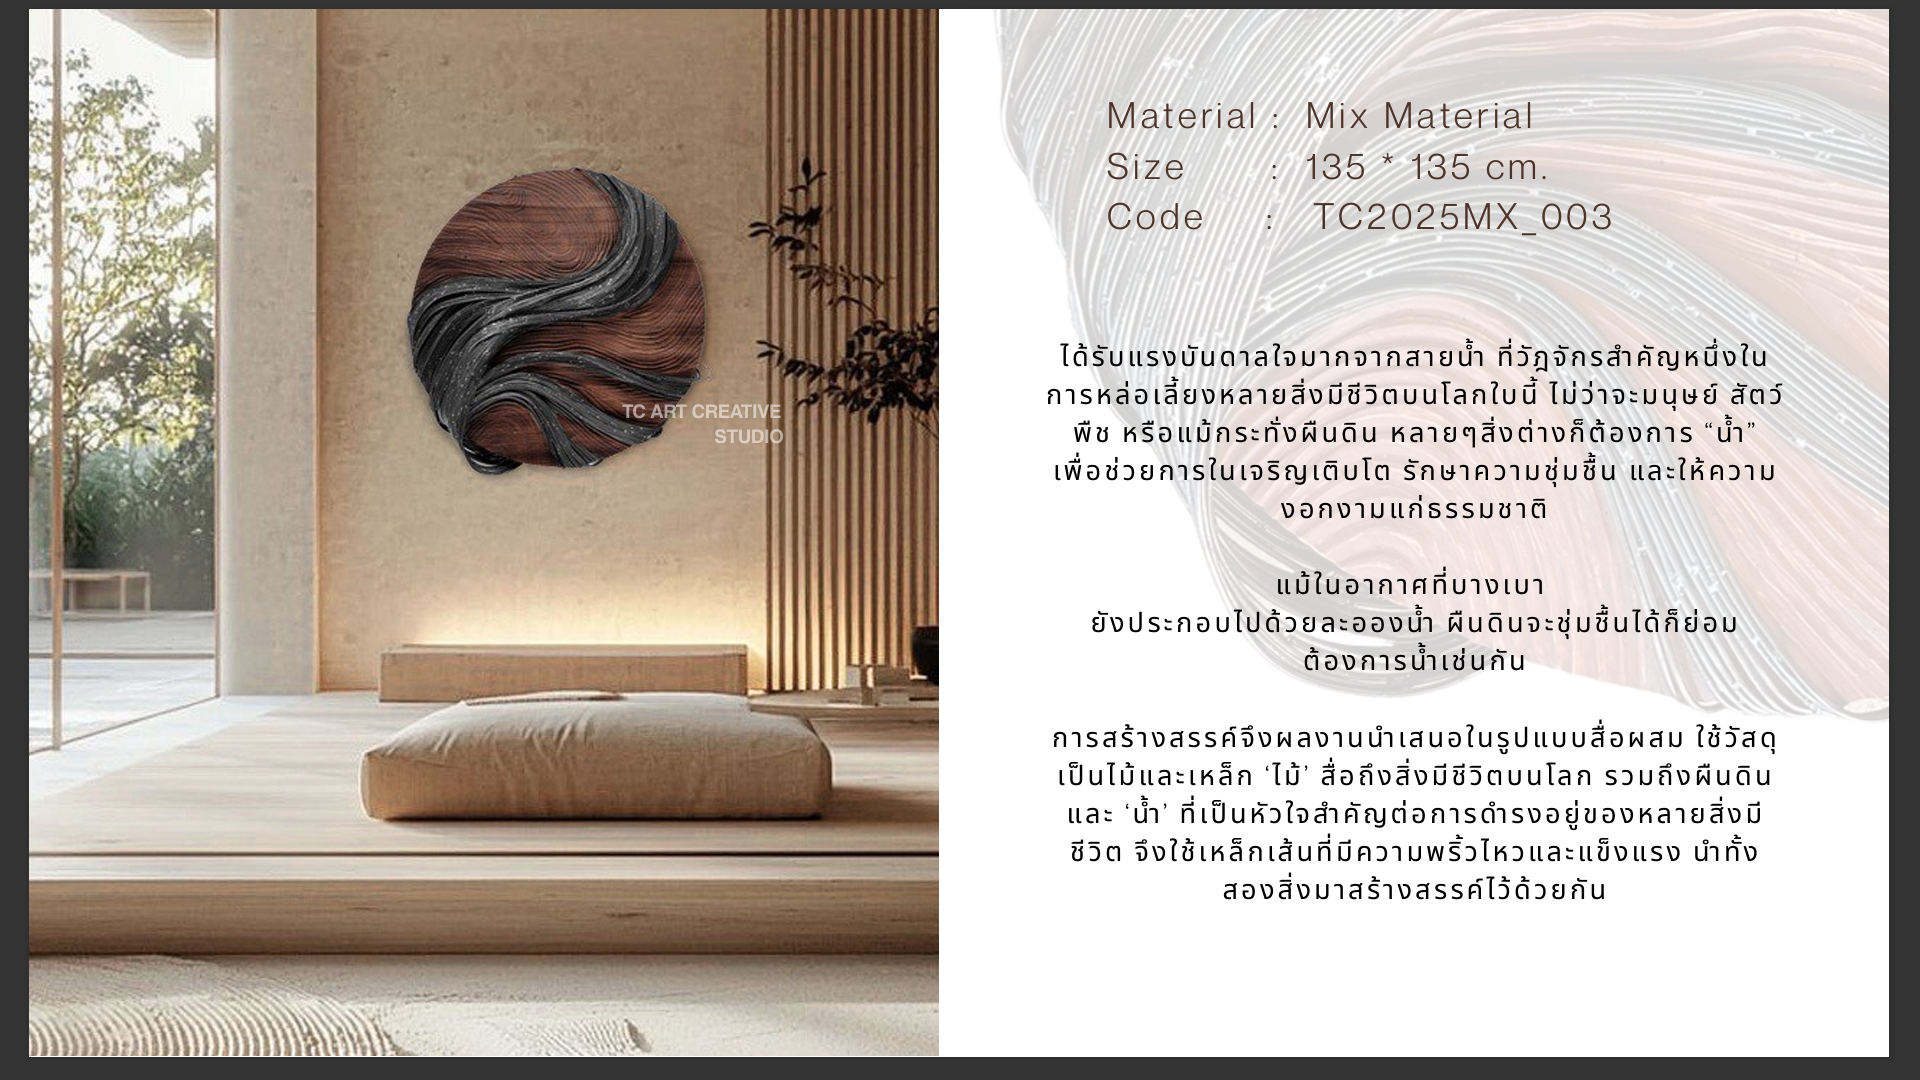 TC ART CREATIVE
STUDIO
Material : Mix Material
Size : 135 * 135 cm.
Code : TC2025MX_003
ได้รับแรงบันดาลใจมากจากสายน้ำ ที่วัฎจักรสำคัญหนึ่งใน
การหล่อเลี้ยงหลายสิ่งมีชีวิตบนโลกใบนี้ ไม่ว่าจะมนุษย์ สัตว์
พืช หรือแม้กระทั่งผืนดิน หลายๆสิ่งต่างก็ต้องการ “น้ำ”
เพื่อช่วยการในเจริญเติบโต รักษาความชุ่มชื้น และให้ความ
งอกงามแก่ธรรมชาติ
แม้ในอากาศที่บางเบา
ยังประกอบไปด้วยละอองน้ำ ผืนดินจะชุ่มชื้นได้ก็ย่อม
ต้องการน้ำเช่นกัน
การสร้างสรรค์จึงผลงานนำเสนอในรูปแบบสื่อผสม ใช้วัสดุ
เป็นไม้และเหล็ก ‘ไม้’ สื่อถึงสิ่งมีชีวิตบนโลก รวมถึงผืนดิน
และ ‘น้ำ’ ที่เป็นหัวใจสำคัญต่อการดำรงอยู่ของหลายสิ่งมี
ชีวิต จึงใช้เหล็กเส้นที่มีความพริ้วไหวและแข็งแรง นำทั้ง
สองสิ่งมาสร้างสรรค์ไว้ด้วยกัน